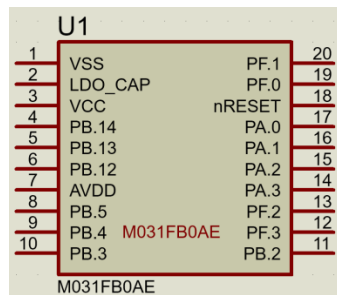 U1
1 VSS PF.1 20
2 LDO_CAP PF.0 19
3 VCC nRESET 18
4 PB.14 PA.0 17
5 PB.13 PA.1 16
6 PB.12 PA.2 15
7 AVDD PA.3 14
8 PB.5 PF.2 13
9 PB.4 M031FB0AE PF.3 12
10 PB.3 PB.2 11
M031FB0AE